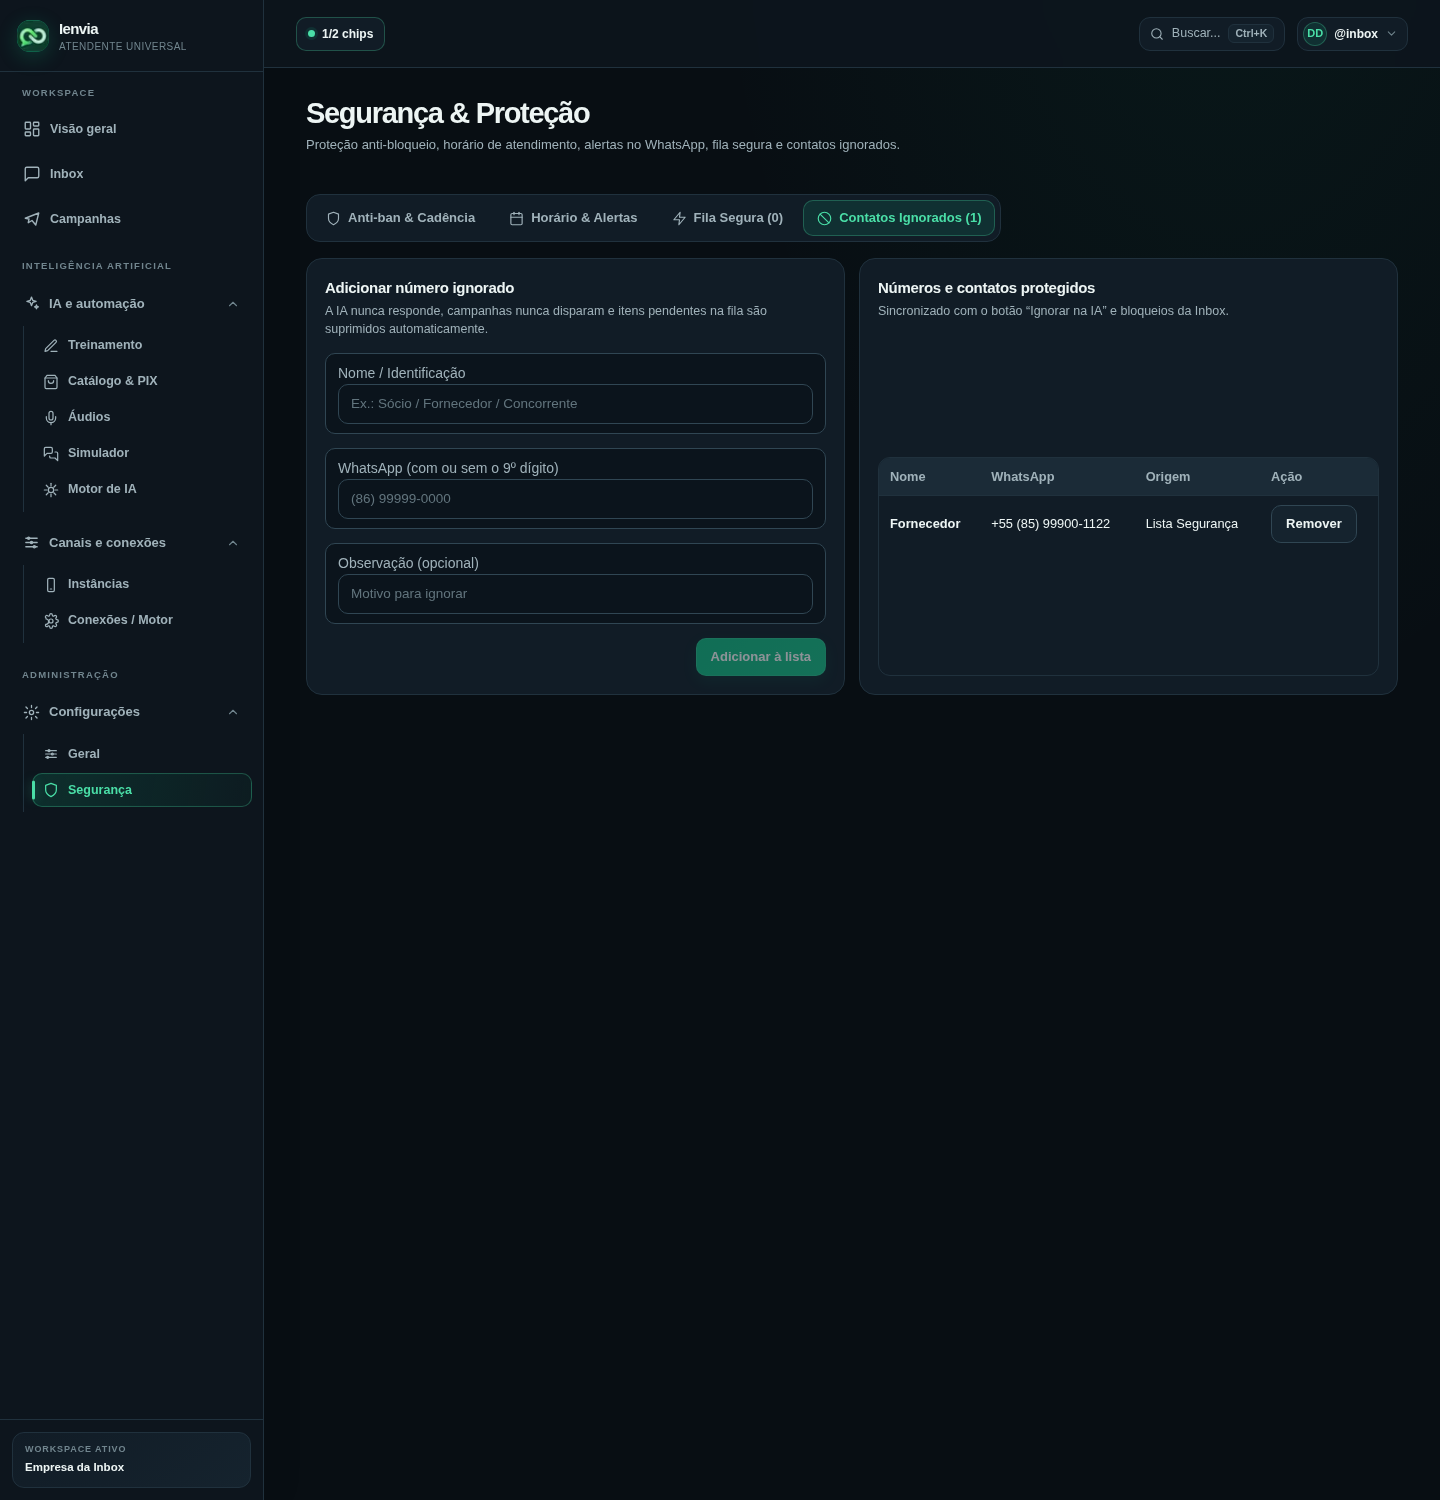 Ienvia
ATENDENTE UNIVERSAL
WORKSPACE
Visão geral
Inbox
Campanhas
INTELIGÊNCIA ARTIFICIAL
IA e automação
Treinamento
Catálogo & PIX
Áudios
Simulador
Motor de IA
Canais e conexões
Instâncias
Conexões / Motor
ADMINISTRAÇÃO
Configurações
Geral
Segurança
WORKSPACE ATIVO
Empresa da Inbox
1/2 chips
Buscar... Ctrl+K
DD @inbox
Segurança & Proteção
Proteção anti-bloqueio, horário de atendimento, alertas no WhatsApp, fila segura e contatos ignorados.
Anti-ban & Cadência Horário & Alertas Fila Segura (0) Contatos Ignorados (1)
Adicionar número ignorado
A IA nunca responde, campanhas nunca disparam e itens pendentes na fila são
suprimidos automaticamente.
Nome / Identificação
Ex.: Sócio / Fornecedor / Concorrente
WhatsApp (com ou sem o 9º dígito)
(86) 99999-0000
Observação (opcional)
Motivo para ignorar
Adicionar à lista
Números e contatos protegidos
Sincronizado com o botão “Ignorar na IA” e bloqueios da Inbox.
Nome WhatsApp Origem Ação
Fornecedor +55 (85) 99900-1122 Lista Segurança Remover